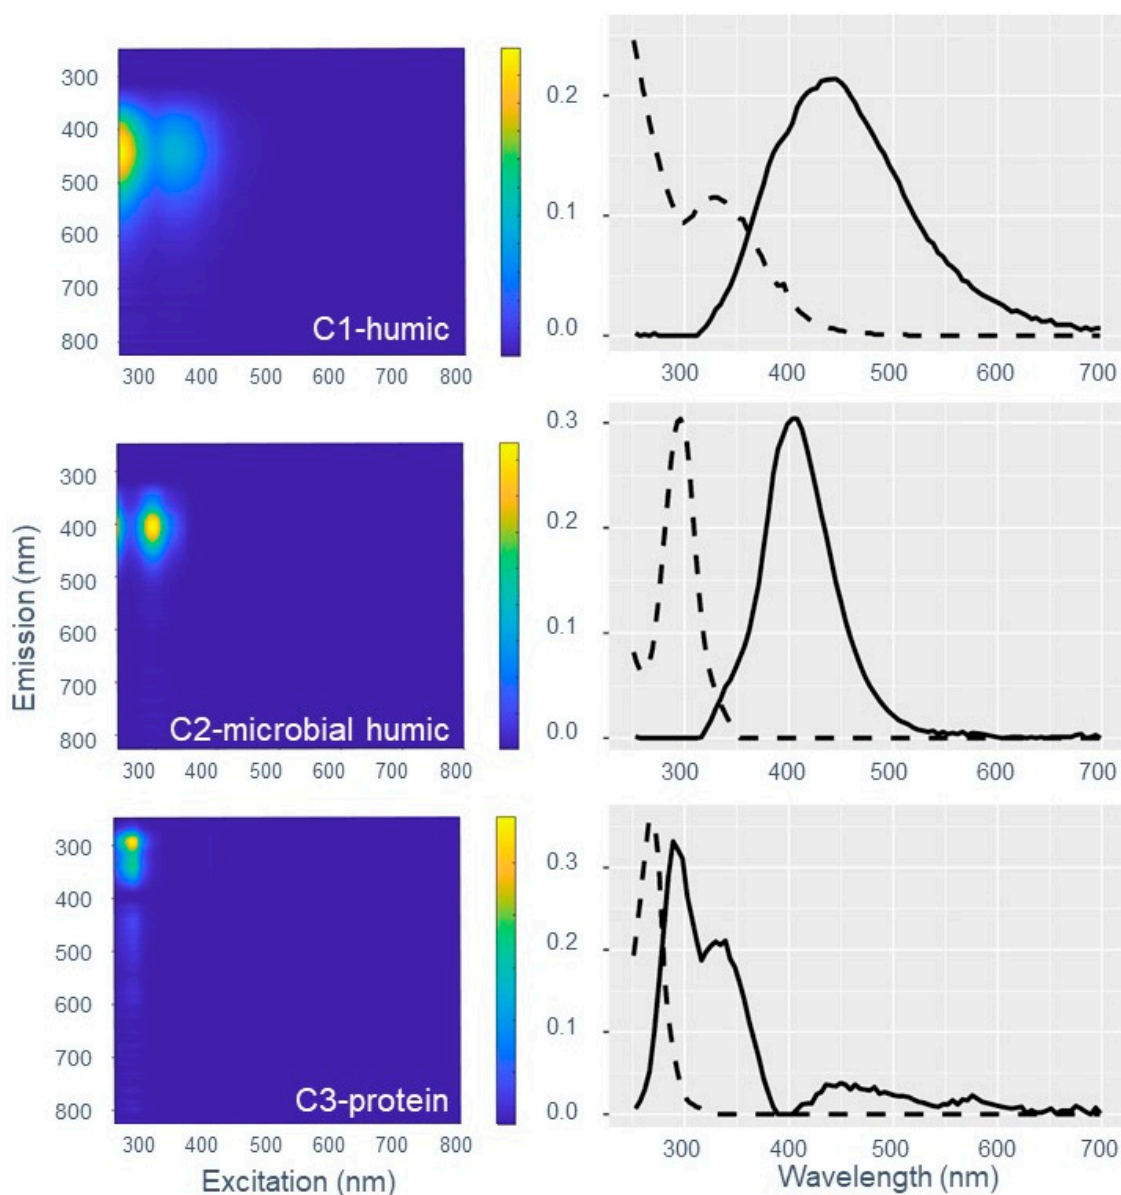 300
400
500
600
700
800
C1-humic
300 400 500 600 700 800
0.2
0.1
0.0
300 400 500 600 700
Emission (nm)
300
400
500
600
700
800
C2-microbial humic
300 400 500 600 700 800
0.3
0.2
0.1
0.0
300 400 500 600 700
300
400
500
600
700
800
C3-protein
300 400 500 600 700 800
Excitation (nm)
0.3
0.2
0.1
0.0
300 400 500 600 700
Wavelength (nm)